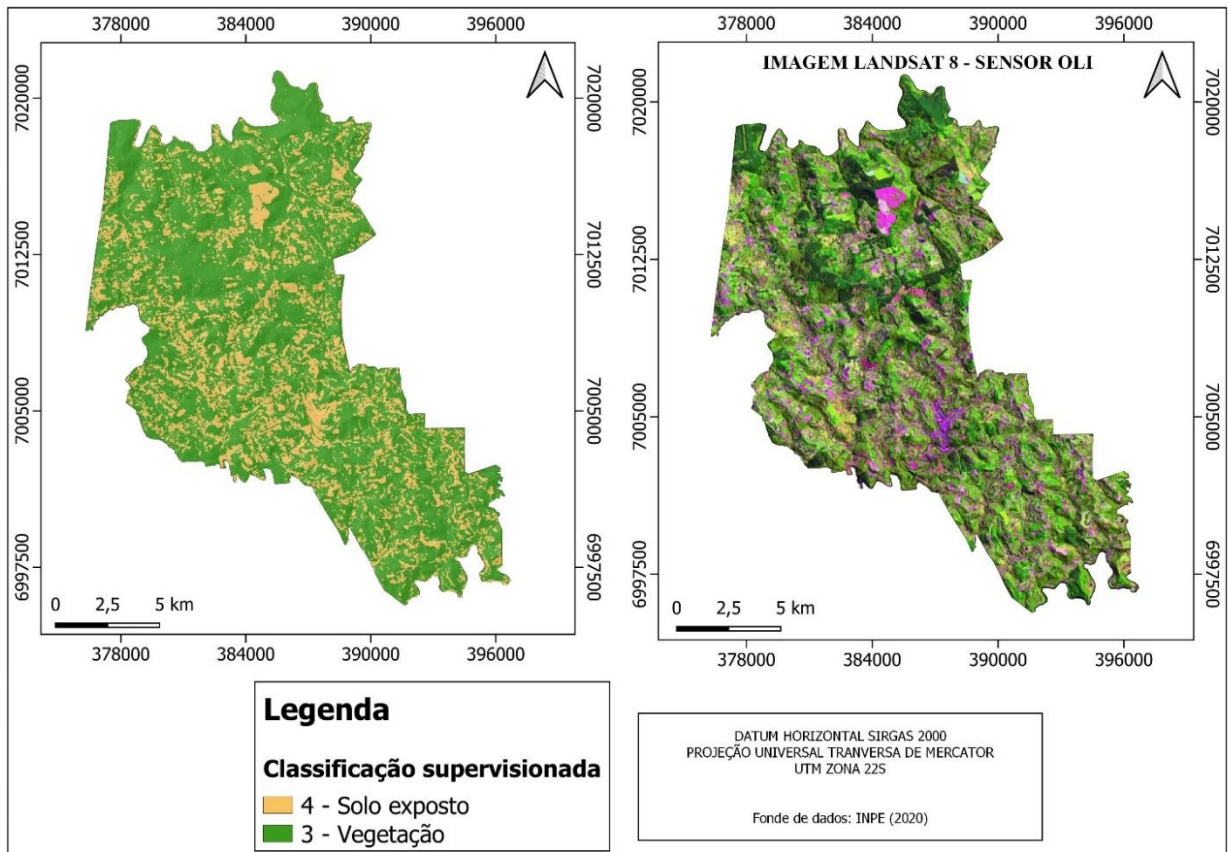 378000 384000 390000 396000
7020000
7012500
7005000
6997500
7020000
7012500
7005000
6997500
0 2,5 5 km
378000 384000 390000 396000
378000 384000 390000 396000
IMAGEM LANDSAT 8 - SENSOR OLI
7020000
7012500
7005000
6997500
7020000
7012500
7005000
6997500
0 2,5 5 km
378000 384000 390000 396000
Legenda
Classificação supervisionada
4 - Solo exposto
3 - Vegetação
DATUM HORIZONTAL SIRGAS 2000
PROJEÇÃO UNIVERSAL TRANVERSA DE MERCATOR
UTM ZONA 22S
Fonde de dados: INPE (2020)